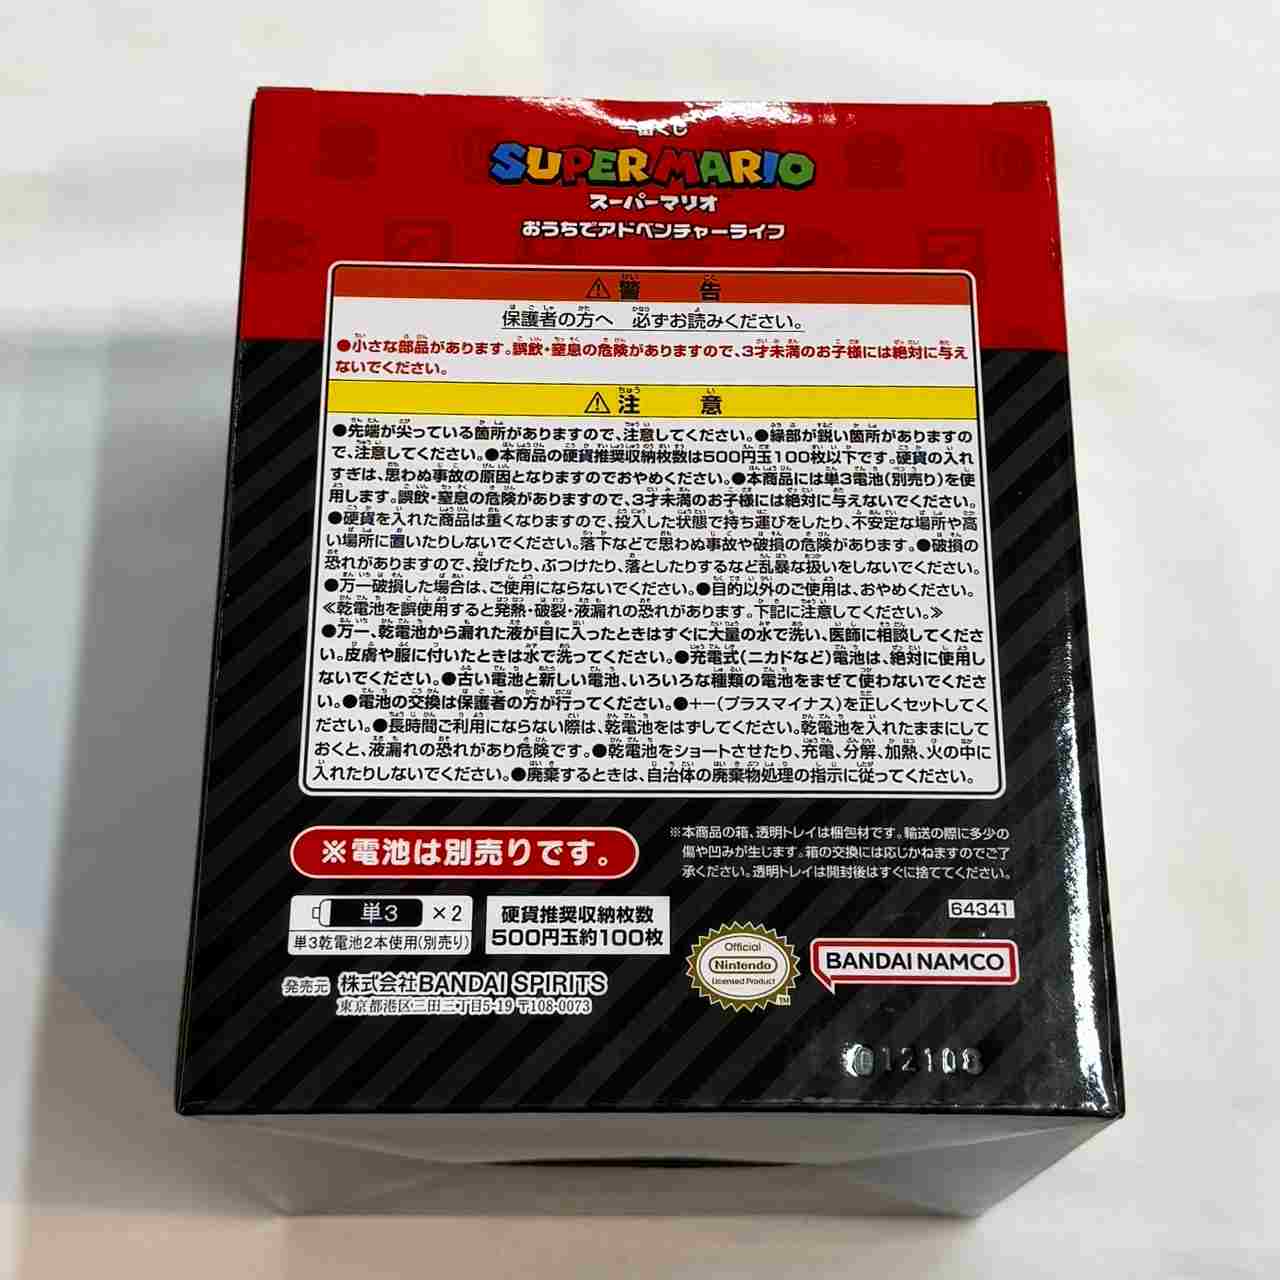 一番くじ
SUPER MARIO
スーパーマリオ
おうちでアドベンチャーライフ
⚠警告
保護者の方へ 必ずお読みください。
●小さな部品があります。誤飲・窒息の危険がありますので、3才未満のお子様には絶対に与え
ないでください。
⚠注意
●先端が尖っている箇所がありますので、注意してください。●縁部が鋭い箇所がありますの
で、注意してください。●本商品の硬貨推奨収納枚数は500円玉100枚以下です。硬貨の入れ
すぎは、思わぬ事故の原因となりますのでおやめください。●本商品には単3電池(別売り)を使
用します。誤飲・窒息の危険がありますので、3才未満のお子様には絶対に与えないでください。
●硬貨を入れた商品は重くなりますので、投入した状態で持ち運びをしたり、不安定な場所や高
い場所に置いたりしないでください。落下などで思わぬ事故や破損の危険があります。●破損の
恐れがありますので、投げたり、ぶつけたり、落としたりするなど乱暴な扱いをしないでください。
●万一破損した場合は、ご使用にならないでください。●目的以外のご使用は、おやめください。
≪乾電池を誤使用すると発熱・破裂・液漏れの恐れがあります。下記に注意してください。≫
●万一、乾電池から漏れた液が目に入ったときはすぐに大量の水で洗い、医師に相談してくださ
い。皮膚や服に付いたときは水で洗ってください。●充電式(ニカドなど)電池は、絶対に使用し
ないでください。●古い電池と新しい電池、いろいろな種類の電池をまぜて使わないでくださ
い。●電池の交換は保護者の方が行ってください。●+−(プラスマイナス)を正しくセットしてく
ださい。●長時間ご利用にならない際は、乾電池をはずしてください。乾電池を入れたままにして
おくと、液漏れの恐れがあり危険です。●乾電池をショートさせたり、充電、分解、加熱、火の中に
入れたりしないでください。●廃棄するときは、自治体の廃棄物処理の指示に従ってください。
※電池は別売りです。
※本商品の箱、透明トレイは梱包材です。輸送の際に多少の
傷や凹みが生じます。箱の交換には応じかねますのでご了
承ください。透明トレイは開封後はすぐに捨ててください。
64341
単3 ×2
単3乾電池2本使用(別売り)
硬貨推奨収納枚数
500円玉約100枚
Official
Nintendo
Licensed Product
TM
BANDAI NAMCO
発売元 株式会社BANDAI SPIRITS
東京都港区三田三丁目5-19 〒108-0073
012108